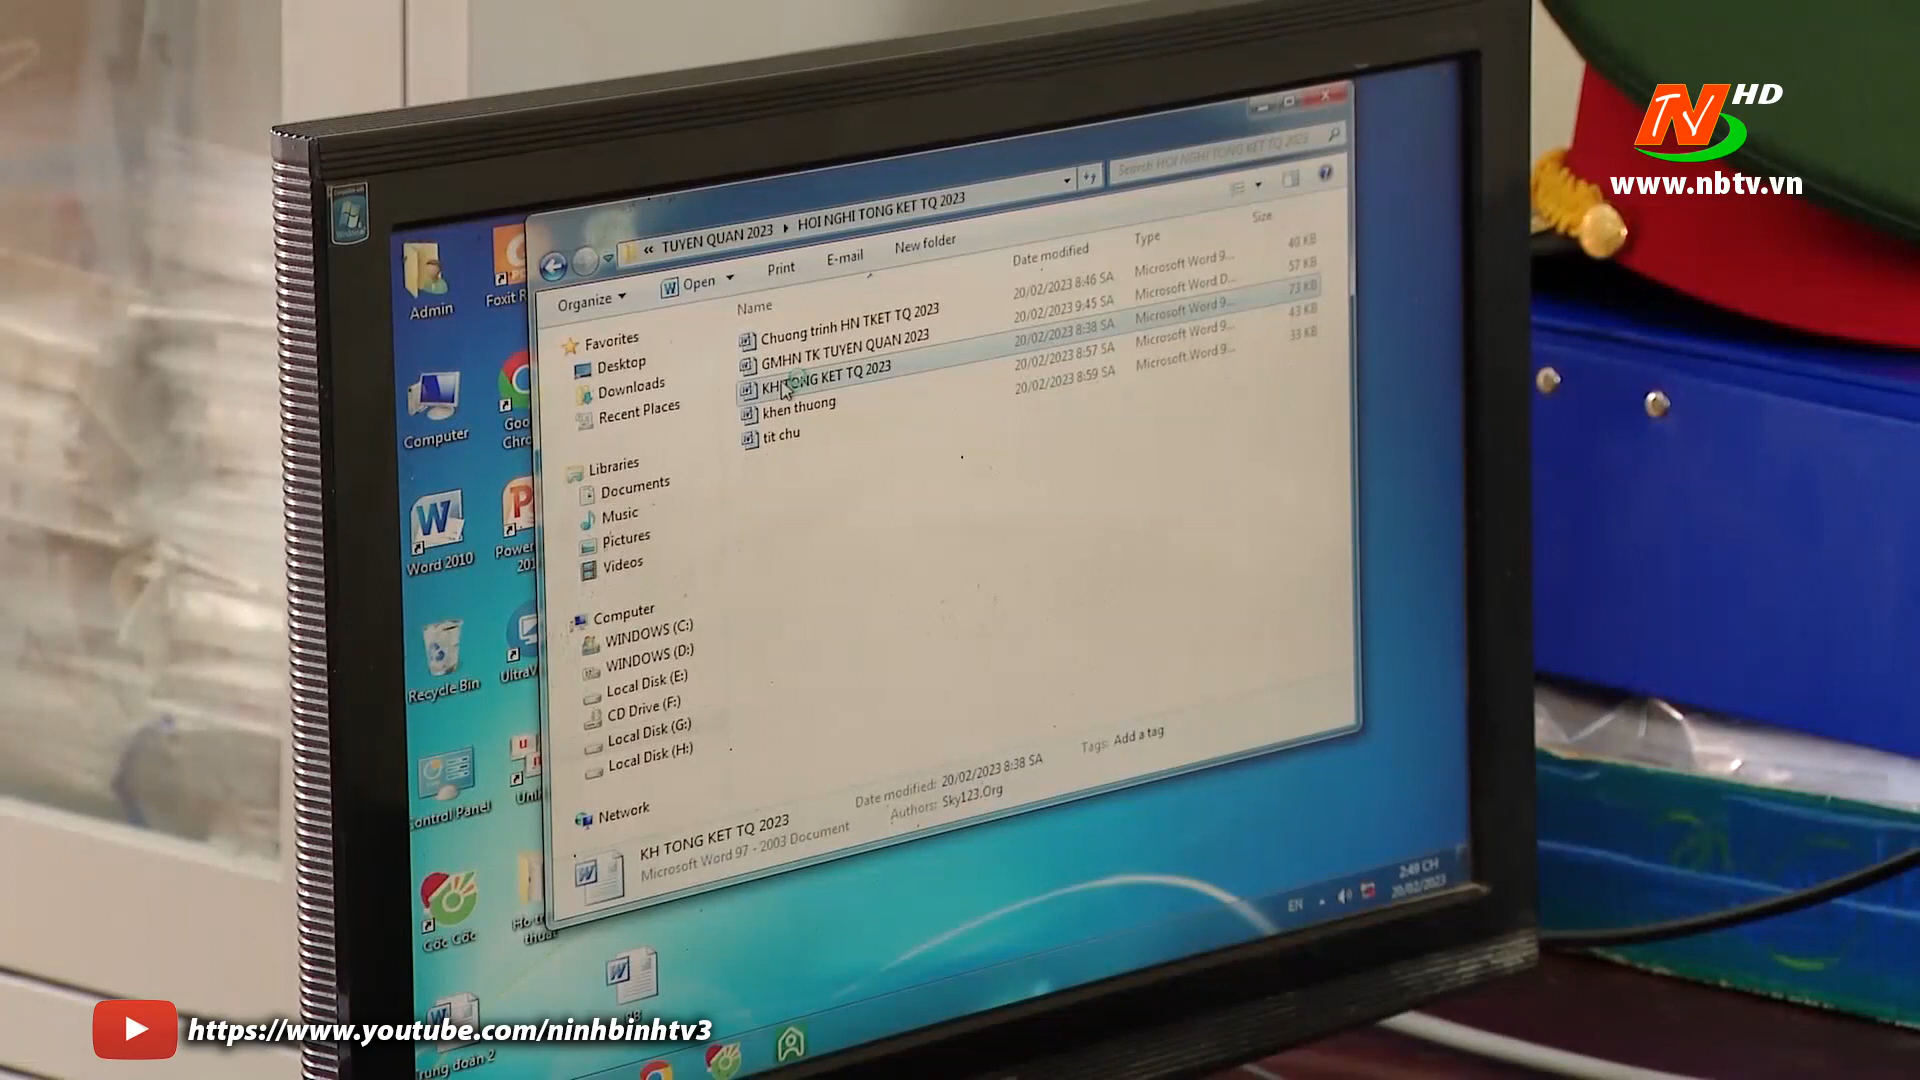 NTV HD
www.nbtv.vn
Windows
Search HOI NGHI TONG KET TQ 2023
« TUYEN QUAN 2023 ▸ HOI NGHI TONG KET TQ 2023
Organize Open Print E-mail New folder
Name Date modified Type Size
Chuong trinh HN TKET TQ 2023 20/02/2023 8:46 SA Microsoft Word 9... 40 KB
GMHN TK TUYEN QUAN 2023 20/02/2023 9:45 SA Microsoft Word D... 57 KB
KH TONG KET TQ 2023 20/02/2023 8:38 SA Microsoft Word 9... 73 KB
khen thuong 20/02/2023 8:57 SA Microsoft Word 9... 43 KB
tit chu 20/02/2023 8:59 SA Microsoft Word 9... 33 KB
Favorites
Desktop
Downloads
Recent Places
Libraries
Documents
Music
Pictures
Videos
Computer
WINDOWS (C:)
WINDOWS (D:)
Local Disk (E:)
CD Drive (F:)
Local Disk (G:)
Local Disk (H:)
Network
KH TONG KET TQ 2023 Date modified: 20/02/2023 8:38 SA Tags: Add a tag
Microsoft Word 97 - 2003 Document Authors: Sky123.Org
Admin
Foxit R
Computer
Goo
Chro
Word 2010
Powe
201
Recycle Bin
UltraV
Control Panel
Uni
Cốc Cốc
Ho t
thuậ
Trung đoàn 2
EN
2:49 CH
20/02/2023
https://www.youtube.com/ninhbinhtv3